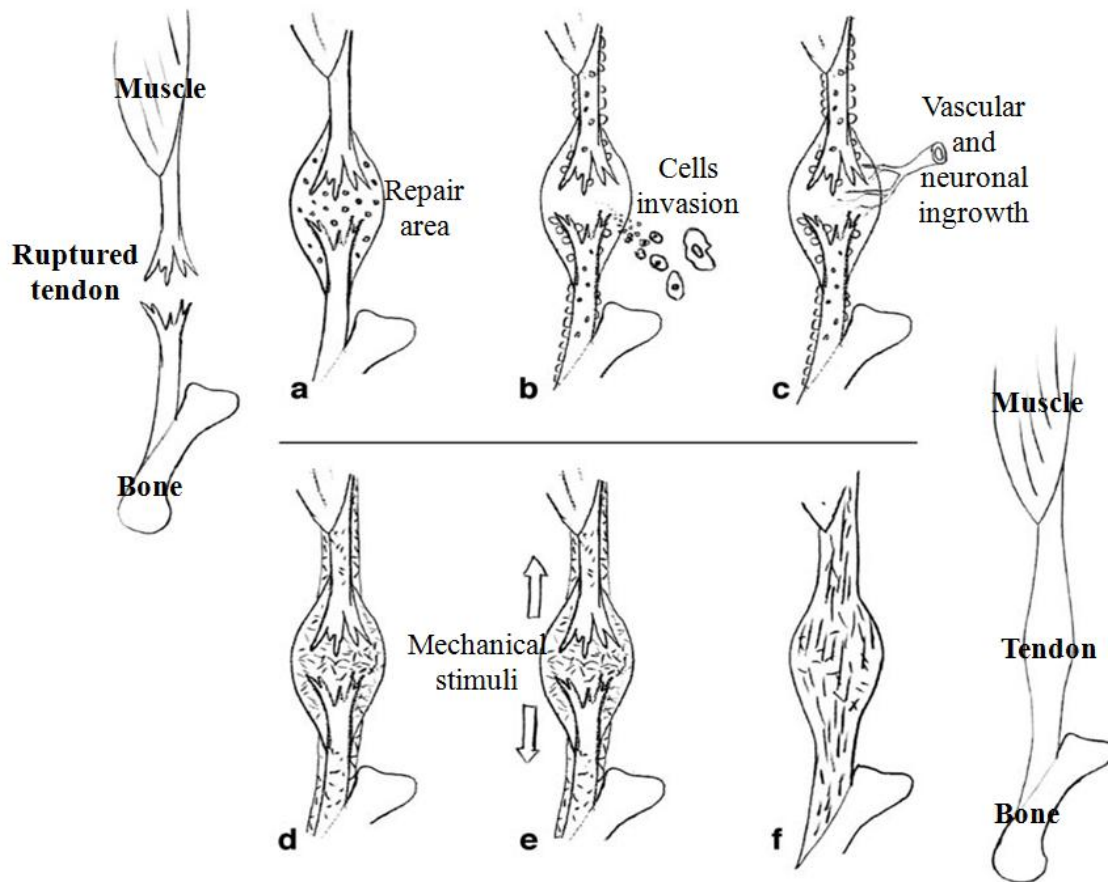 Muscle
Ruptured
tendon
Bone
Repair
area
a
Cells
invasion
b
Vascular
and
neuronal
ingrowth
c
d
Mechanical
stimuli
e
f
Muscle
Tendon
Bone